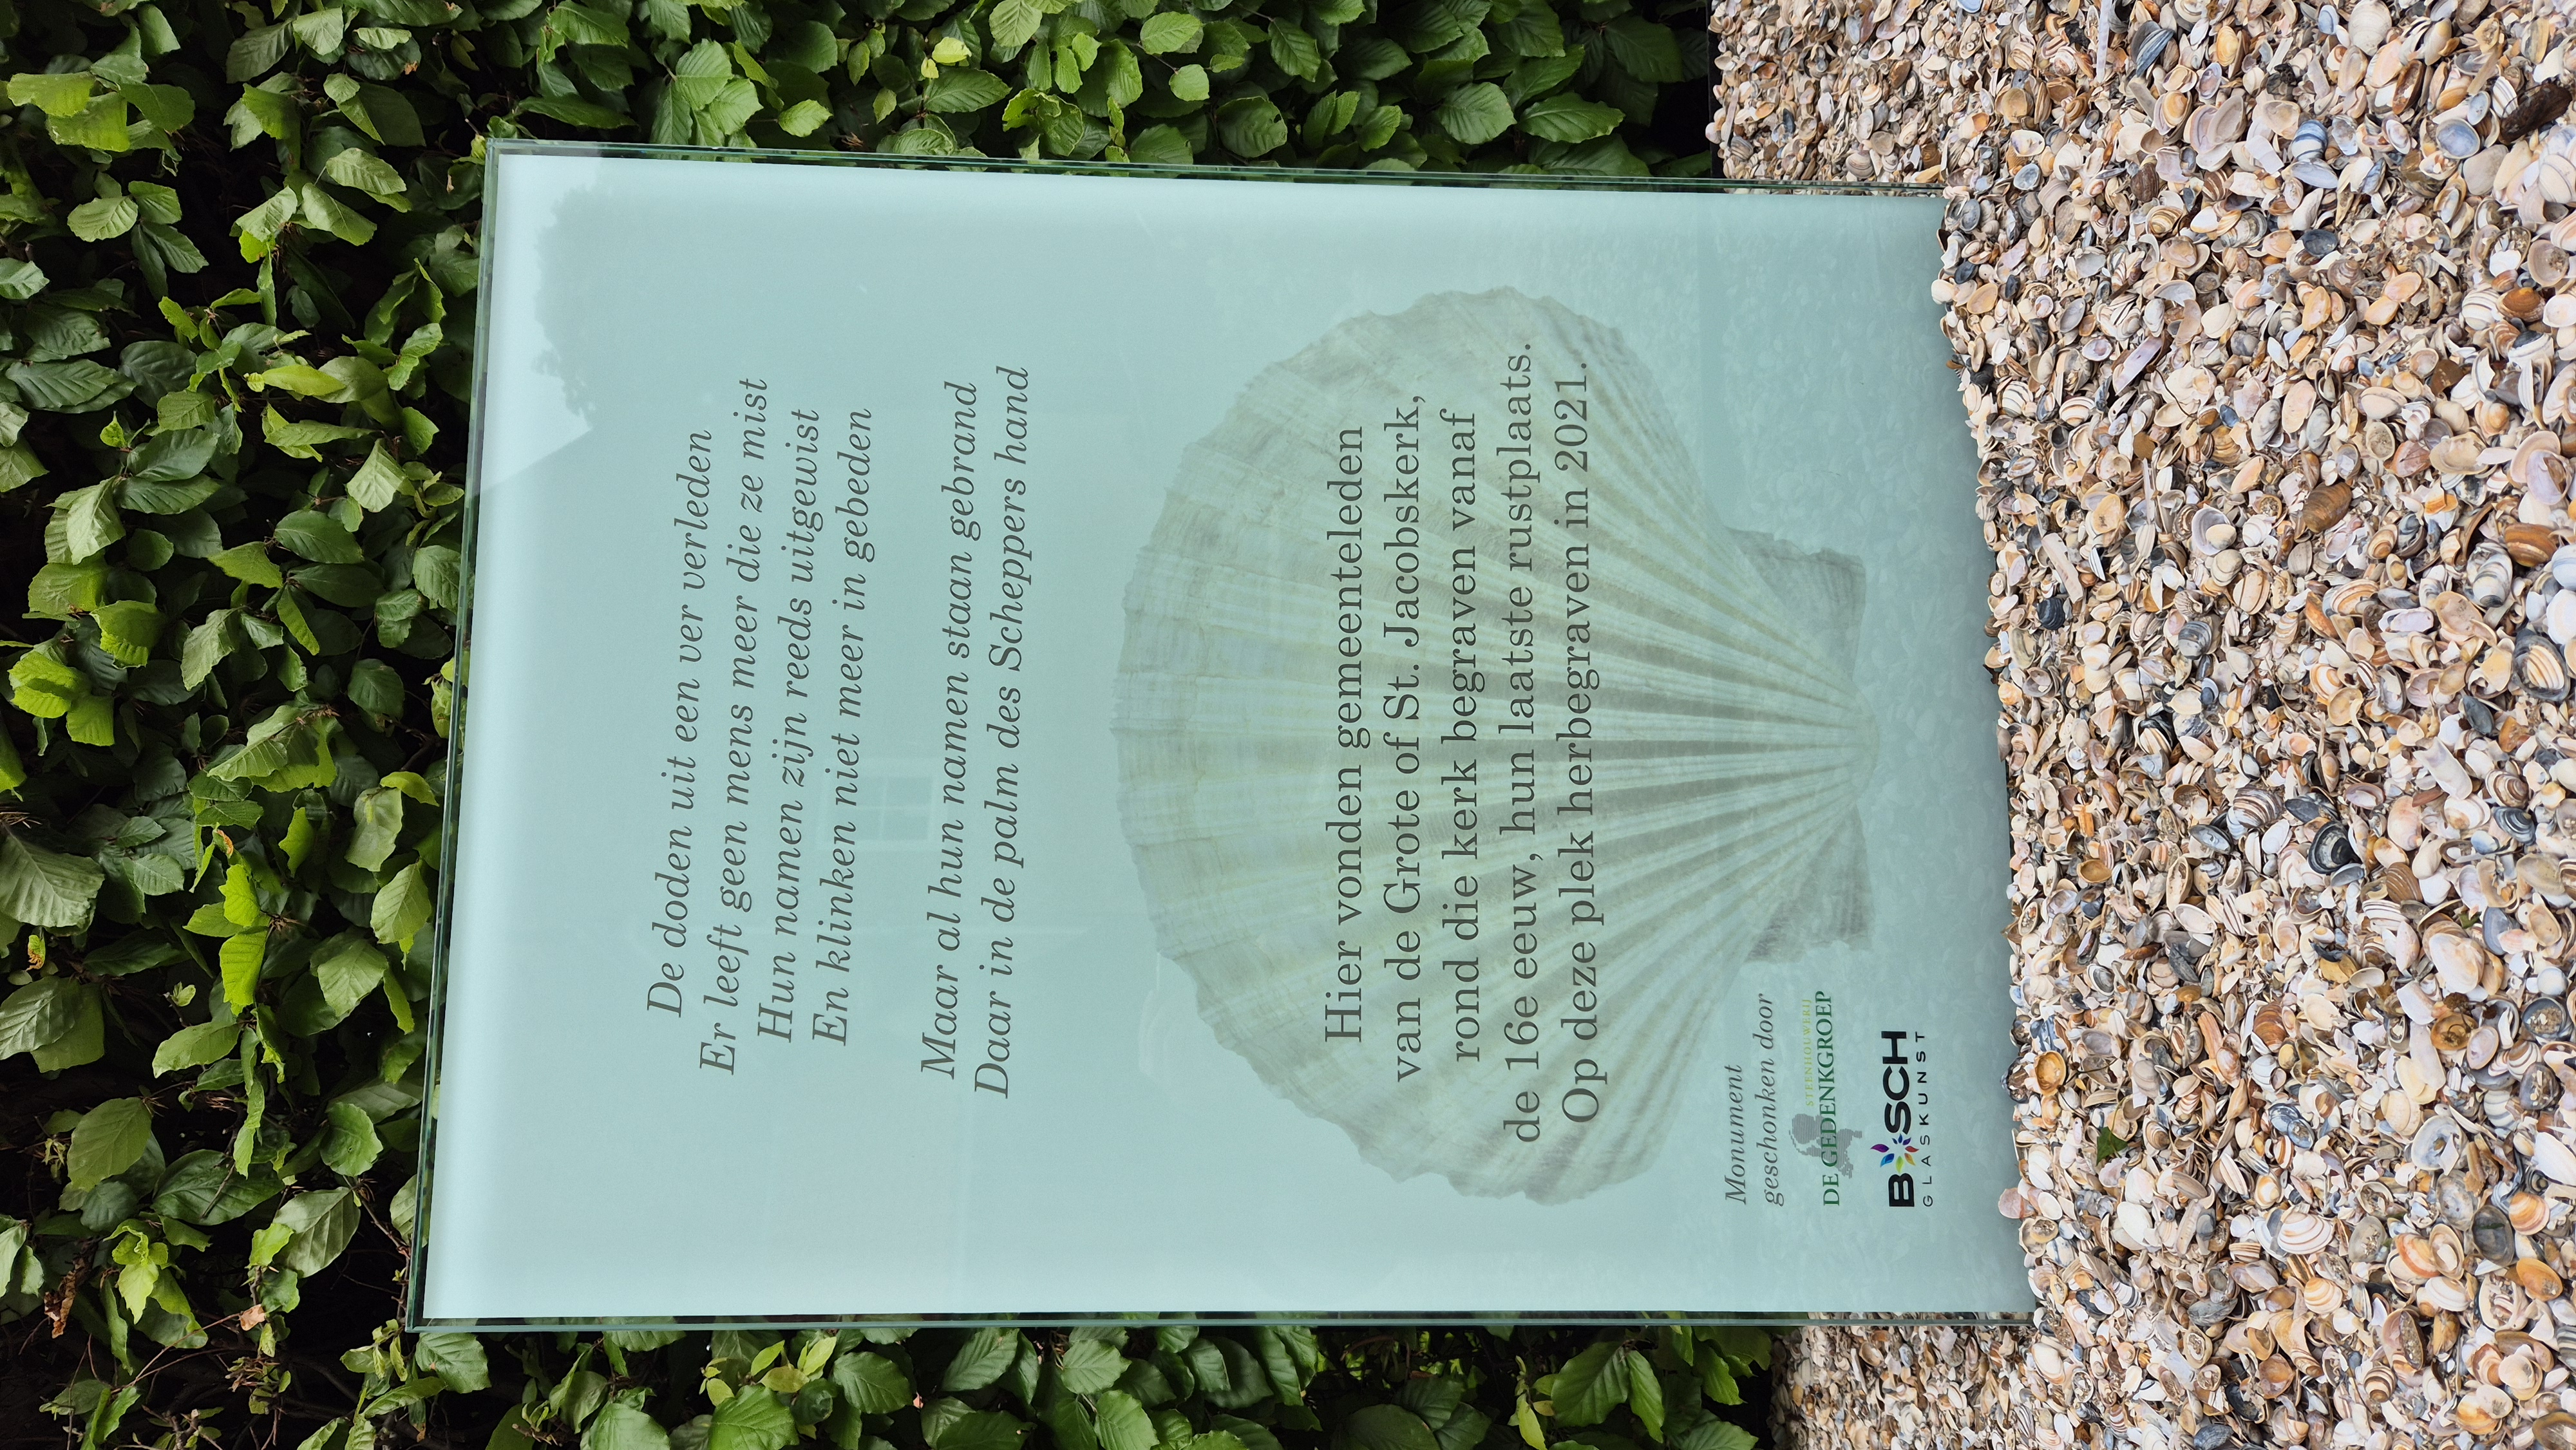 De doden uit een ver verleden
Er leeft geen mens meer die ze mist
Hun namen zijn reeds uitgewist
En klinken niet meer in gebeden
Maar al hun namen staan gebrand
Daar in de palm des Scheppers hand
Hier vonden gemeenteleden
van de Grote of St. Jacobskerk,
rond die kerk begraven vanaf
de 16e eeuw, hun laatste rustplaats.
Op deze plek herbegraven in 2021.
Monument
geschonken door
STEENHOUWERIJ
DE GEDENKGROEP
BOSCH
GLASKUNST